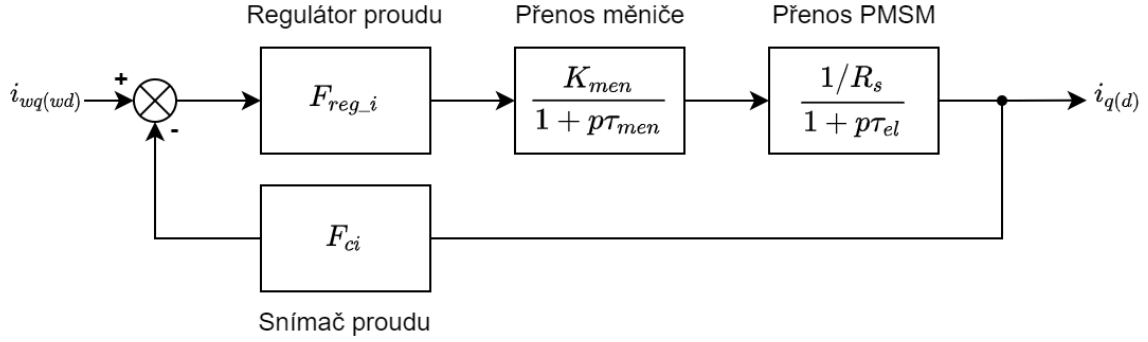 Regulátor proudu
Přenos měniče
Přenos PMSM
i_{wq(wd)}
+
-
F_{reg_i}
K_{men}
1 + pτ_{men}
1/R_s
1 + pτ_{el}
i_{q(d)}
F_{ci}
Snímač proudu